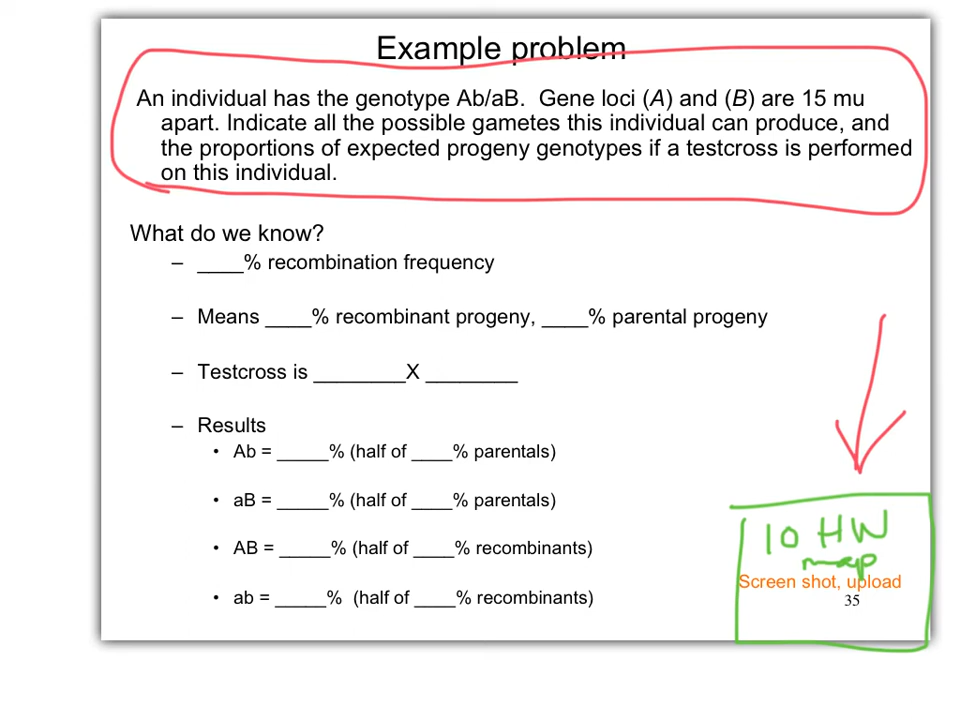 Example problem
An individual has the genotype Ab/aB. Gene loci (A) and (B) are 15 mu
apart. Indicate all the possible gametes this individual can produce, and
the proportions of expected progeny genotypes if a testcross is performed
on this individual.
What do we know?
– ____% recombination frequency
– Means ____% recombinant progeny, ____% parental progeny
– Testcross is ________X ________
– Results
• Ab = _____% (half of ____% parentals)
• aB = _____% (half of ____% parentals)
• AB = _____% (half of ____% recombinants)
• ab = _____% (half of ____% recombinants)
10 HW
map
Screen shot, upload
35